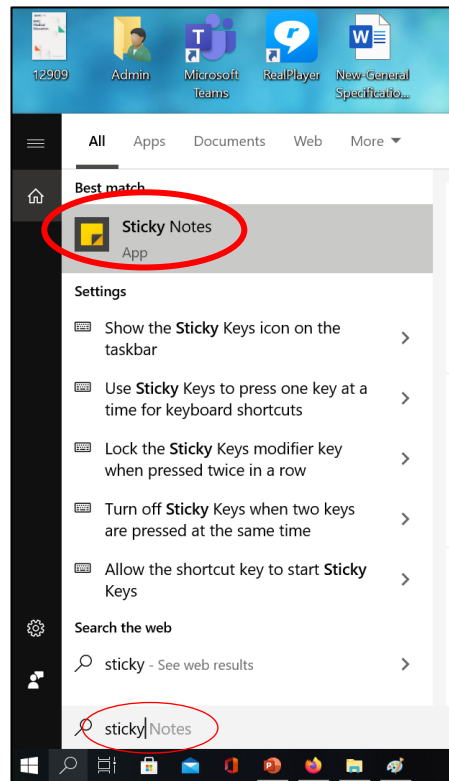 12909
Admin
Microsoft
Teams
RealPlayer
New-General
Specificatio...
All Apps Documents Web More
Best match
Sticky Notes
App
Settings
Show the Sticky Keys icon on the
taskbar
Use Sticky Keys to press one key at a
time for keyboard shortcuts
Lock the Sticky Keys modifier key
when pressed twice in a row
Turn off Sticky Keys when two keys
are pressed at the same time
Allow the shortcut key to start Sticky
Keys
Search the web
sticky - See web results
sticky Notes